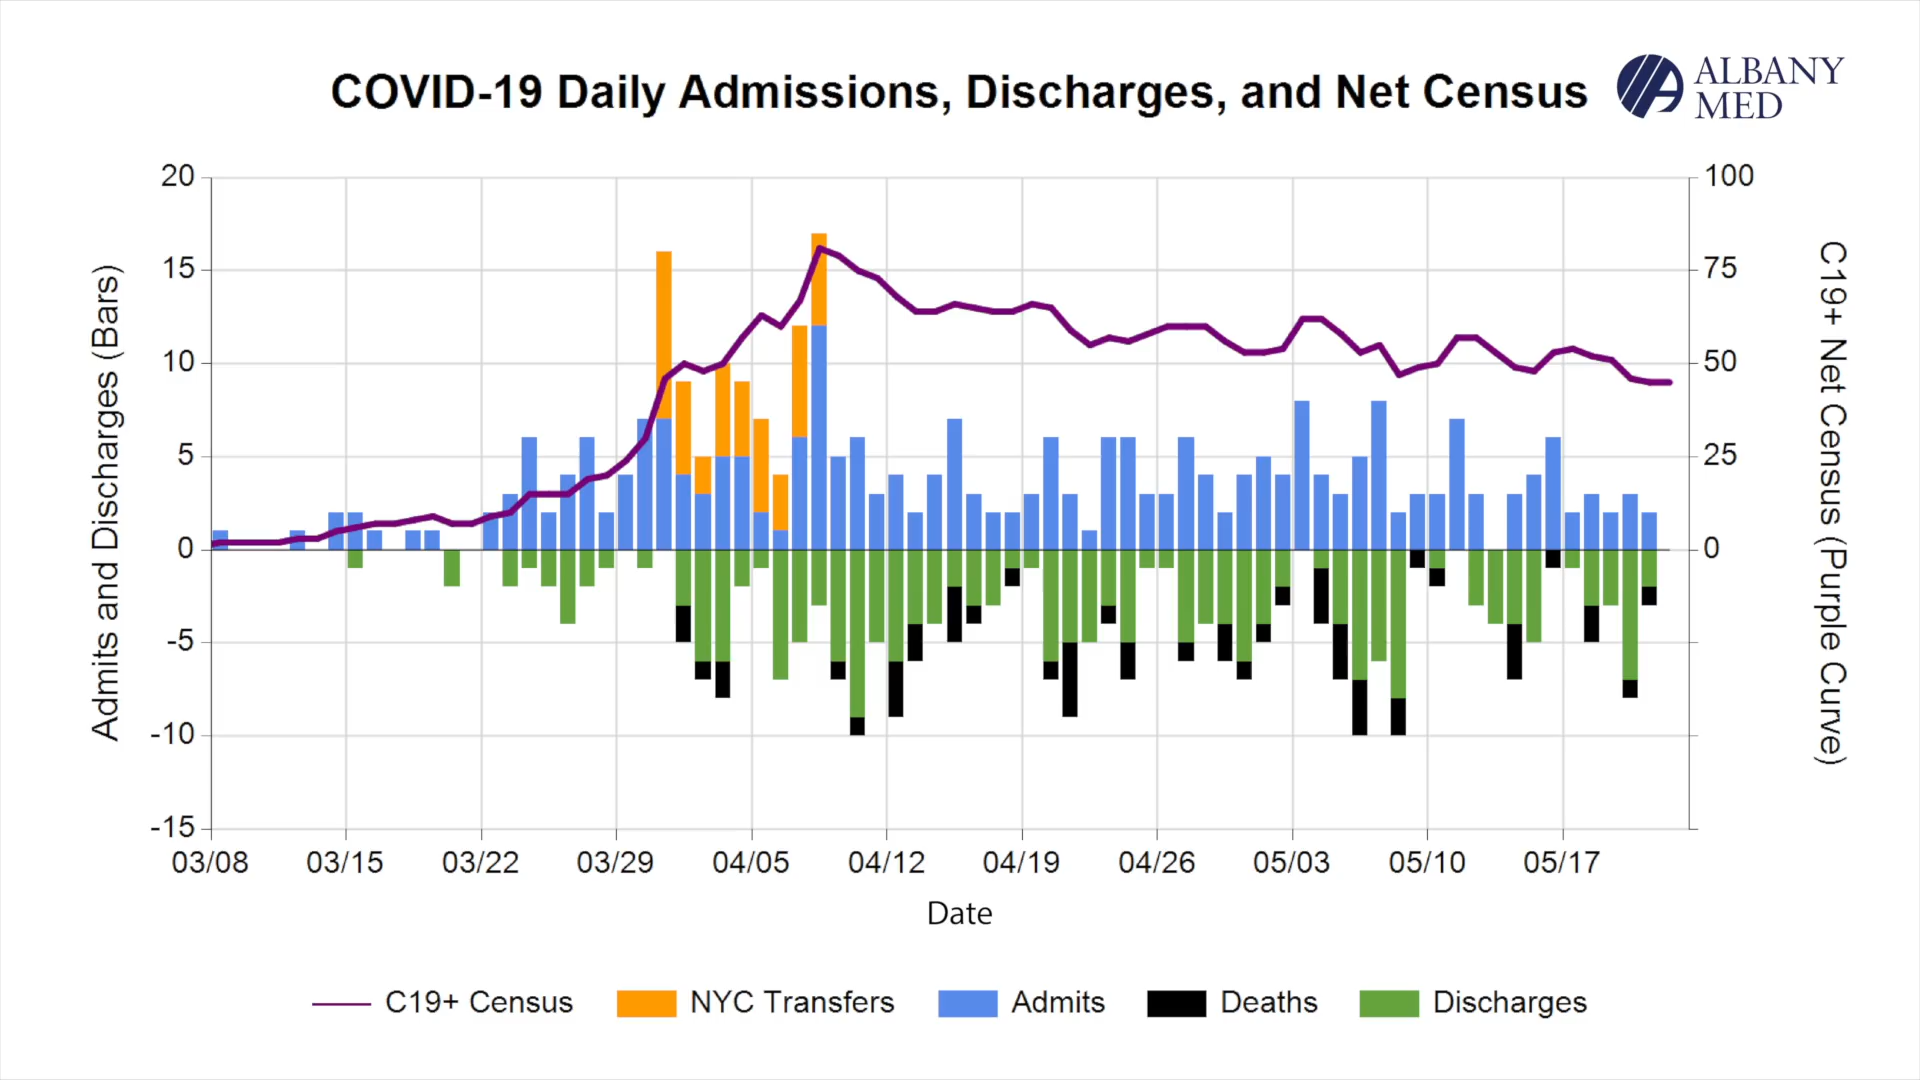 COVID-19 Daily Admissions, Discharges, and Net Census
ALBANY
MED
Admits and Discharges (Bars)
20
15
10
5
0
-5
-10
-15
100
75
50
25
0
C19+ Net Census (Purple Curve)
03/08 03/15 03/22 03/29 04/05 04/12 04/19 04/26 05/03 05/10 05/17
Date
C19+ Census NYC Transfers Admits Deaths Discharges